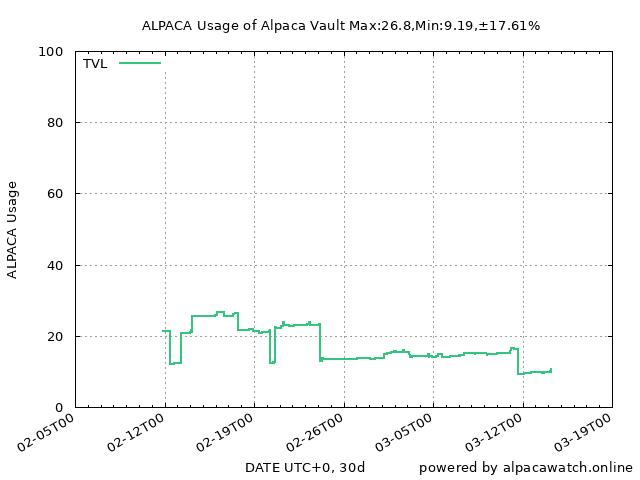 ALPACA Usage of Alpaca Vault Max:26.8,Min:9.19,±17.61%
100
TVL
80
60
40
20
0
ALPACA Usage
02-05T00
02-12T00
02-19T00
02-26T00
03-05T00
03-12T00
03-19T00
DATE UTC+0, 30d
powered by alpacawatch.online